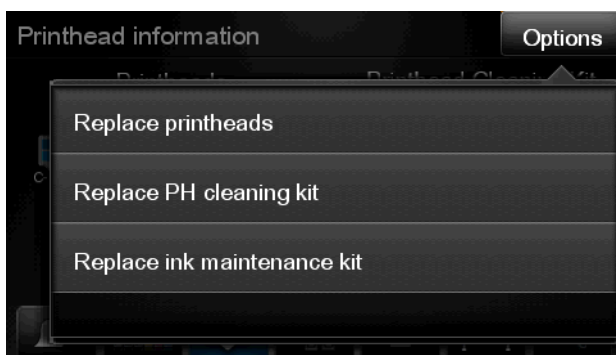 Printhead information
Options
Replace printheads
Replace PH cleaning kit
Replace ink maintenance kit